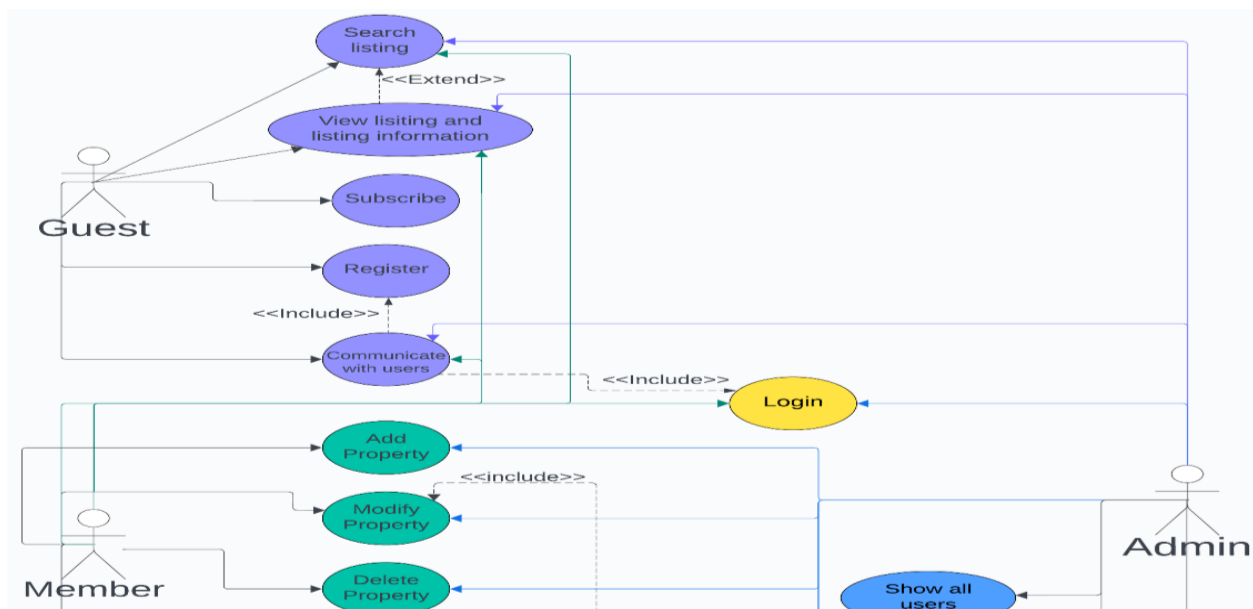 Search
listing
<<Extend>>
View lisiting and
listing information
Subscribe
Guest
Register
<<Include>>
Communicate
with users
<<Include>>
Login
Add
Property
<<include>>
Modify
Property
Admin
Member
Delete
Property
Show all
users